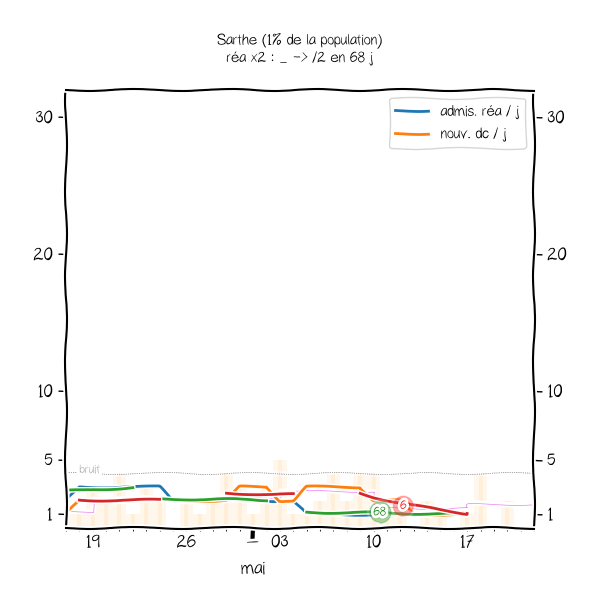 Sarthe (1% de la population)
réa x2 : _ -> /2 en 68 j
admis. réa / j
nouv. dc / j
30
30
20
20
10
10
5
5
bruit
1
1
68
6
19
26
03
10
17
mai